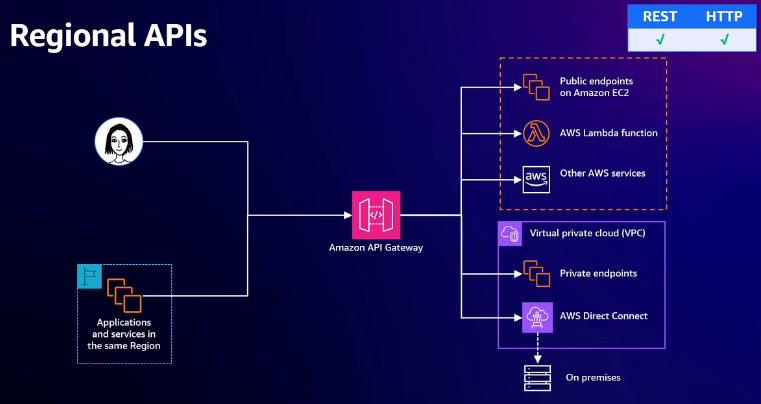 Regional APIs
REST HTTP
√ √
Public endpoints
on Amazon EC2
AWS Lambda function
aws
Other AWS services
</>
Amazon API Gateway
Virtual private cloud (VPC)
Private endpoints
AWS Direct Connect
On premises
Applications
and services in
the same Region